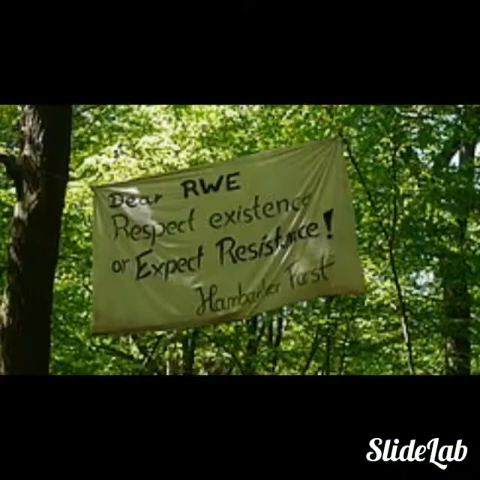 Dear RWE
Respect existence
or Expect Resistance!
Hambacher Forst
SlideLab